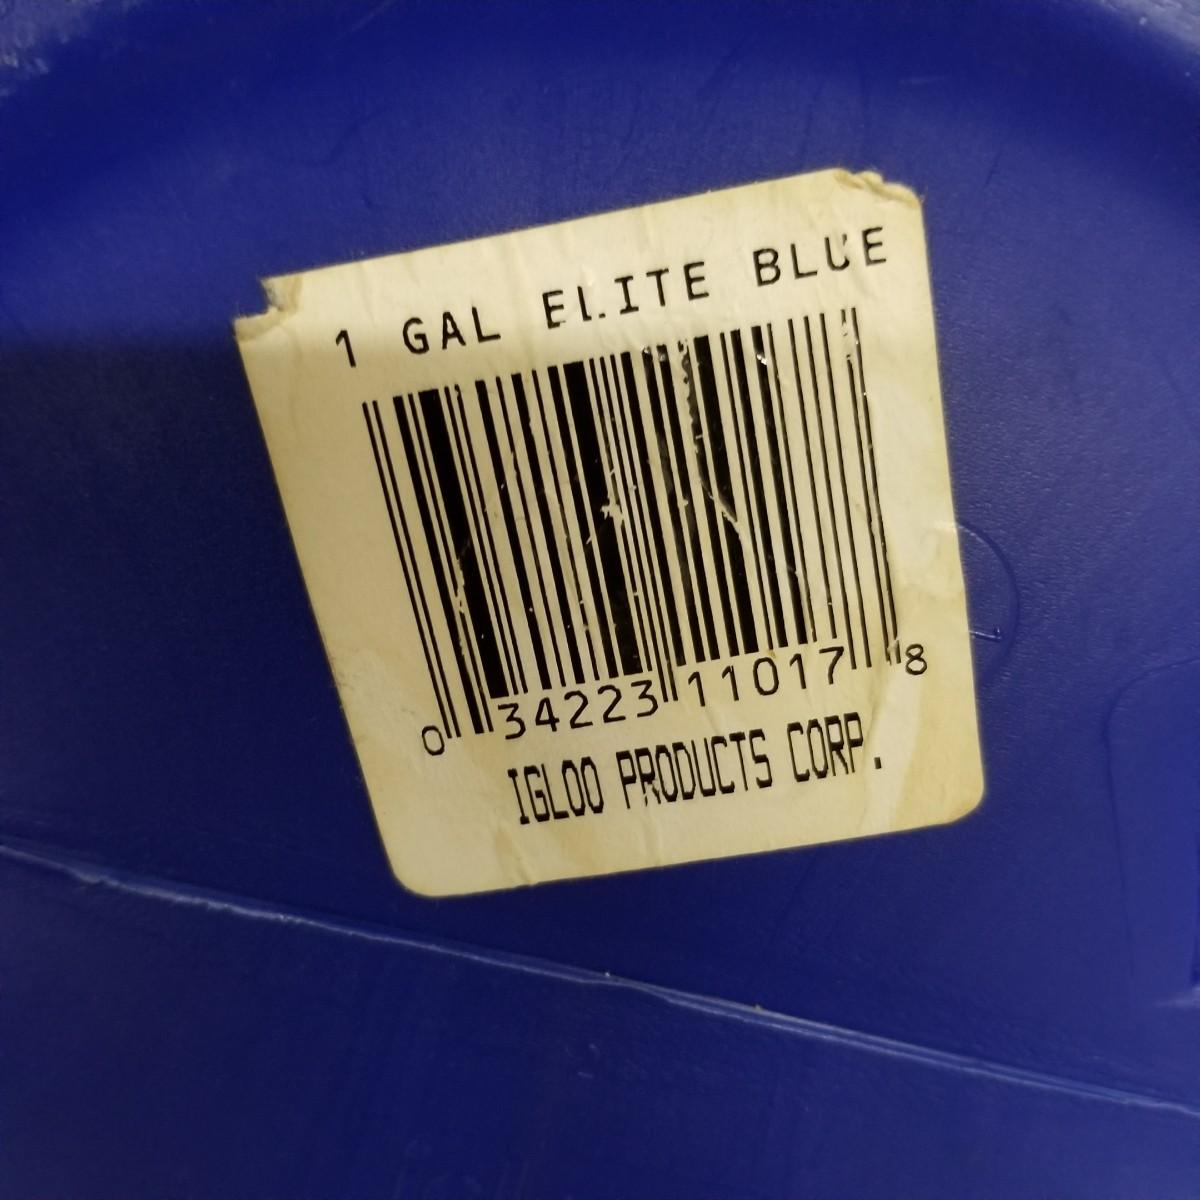 1 GAL ELITE BLUE
0 34223 11017 8
IGLOO PRODUCTS CORP.